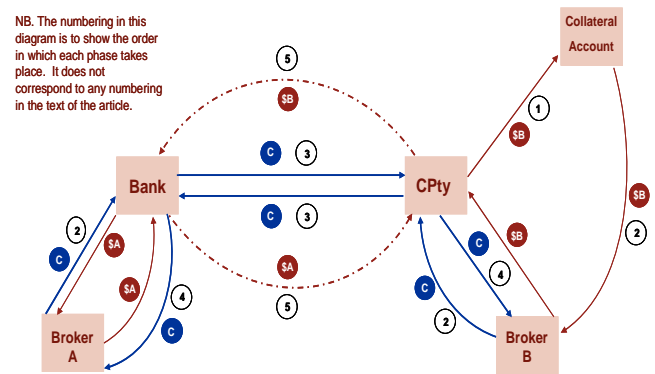 NB. The numbering in this
diagram is to show the order
in which each phase takes
place. It does not
correspond to any numbering
in the text of the article.
Collateral
Account
5
$B
1
$B
C 3
Bank
CPty
$B
2
C 3
2
C
$A
$A
$A
5
4
C
C
$B
4
C
2
Broker
A
Broker
B